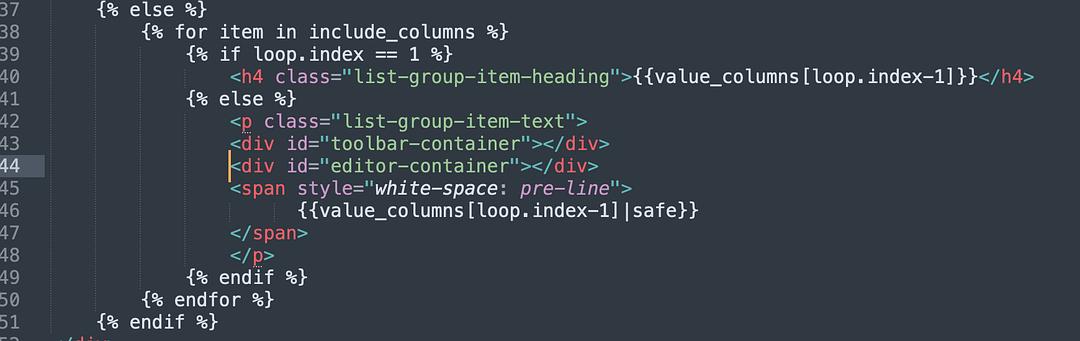 37 {% else %}
38 {% for item in include_columns %}
39 {% if loop.index == 1 %}
40 <h4 class="list-group-item-heading">{{value_columns[loop.index-1]}}</h4>
41 {% else %}
42 <p class="list-group-item-text">
43 <div id="toolbar-container"></div>
44 <div id="editor-container"></div>
45 <span style="white-space: pre-line">
46 {{value_columns[loop.index-1]|safe}}
47 </span>
48 </p>
49 {% endif %}
50 {% endfor %}
51 {% endif %}